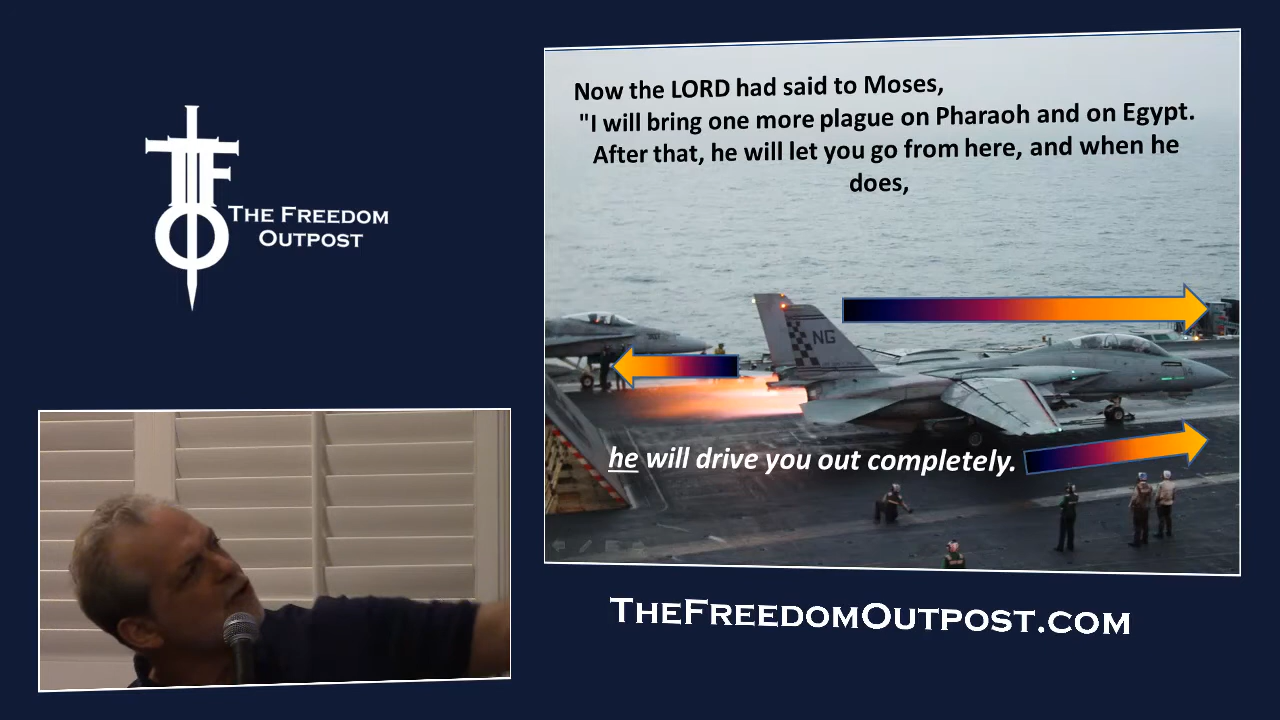 Now the LORD had said to Moses,
"I will bring one more plague on Pharaoh and on Egypt.
After that, he will let you go from here, and when he
does,
TF
THE FREEDOM
OUTPOST
NG
he will drive you out completely.
THEFREEDOMOUTPOST.COM